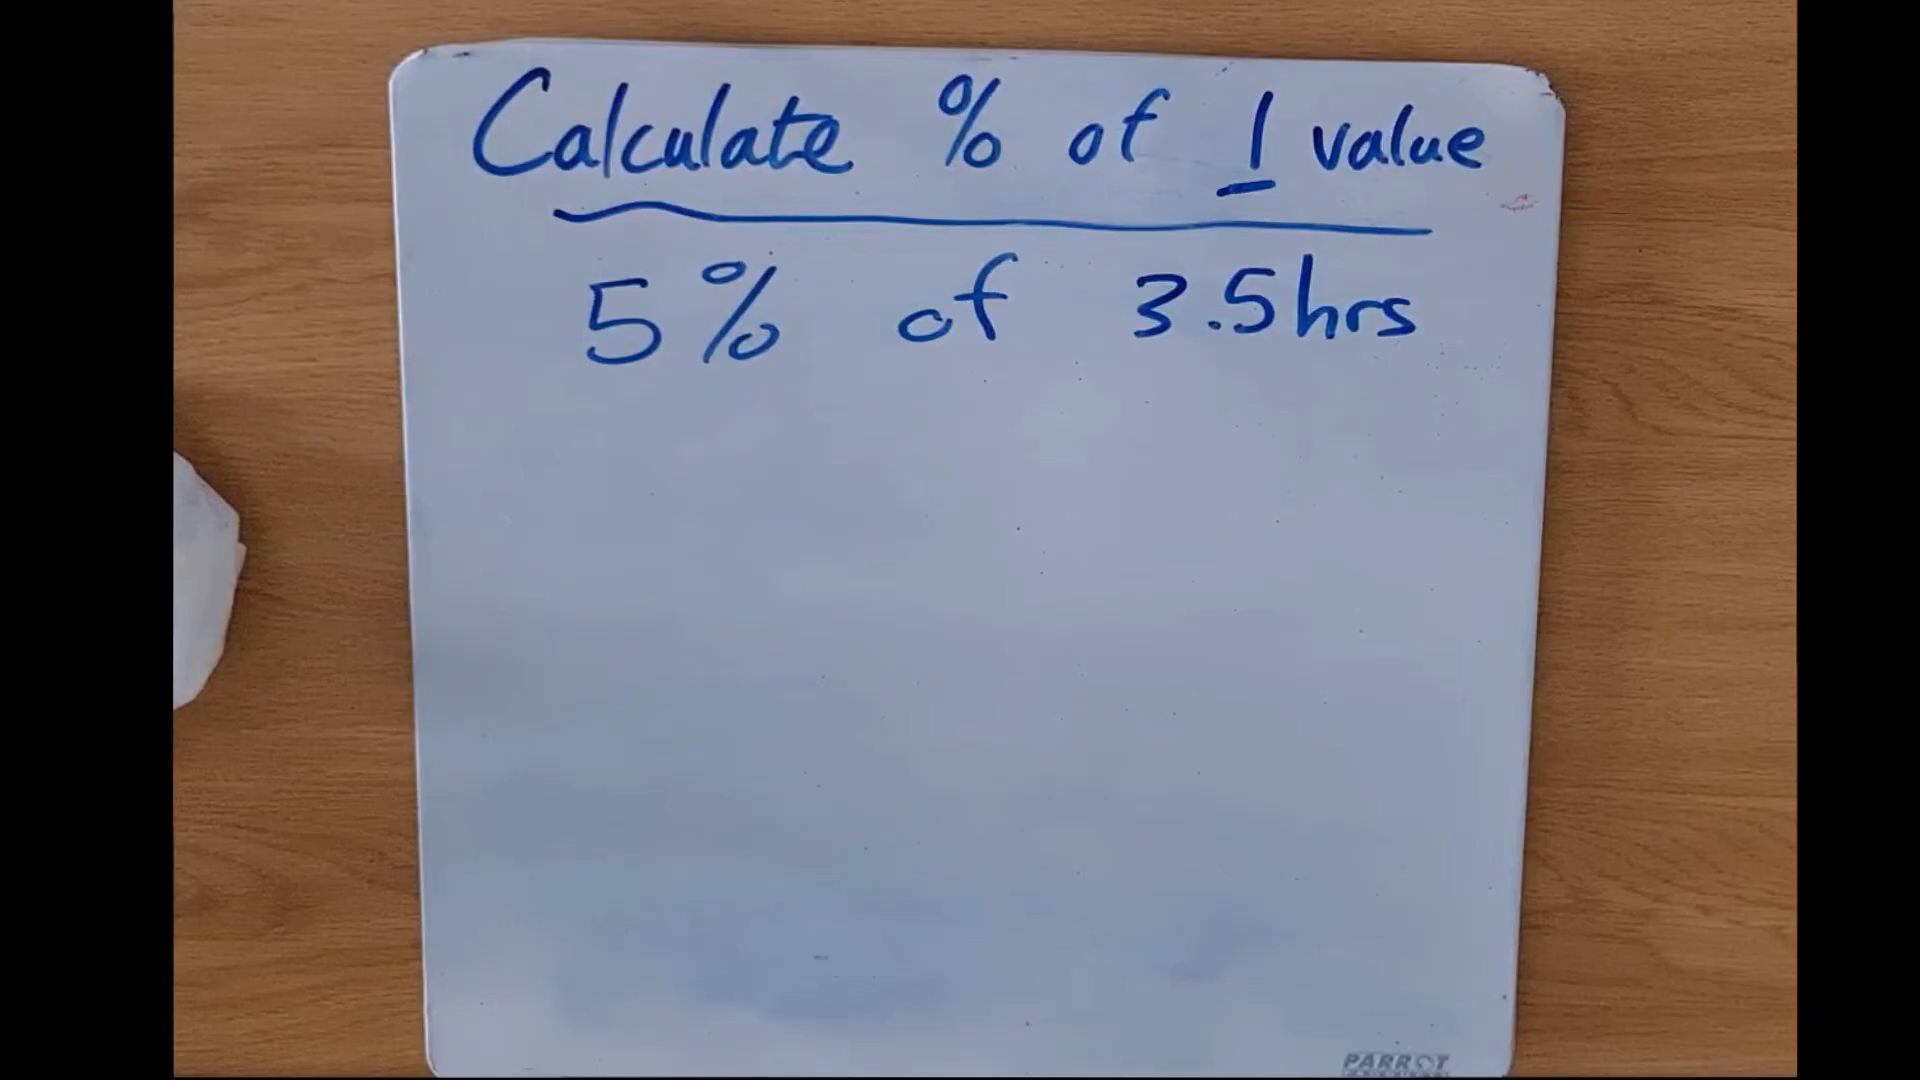 Calculate % of 1 value
5% of 3.5hrs
PARROT